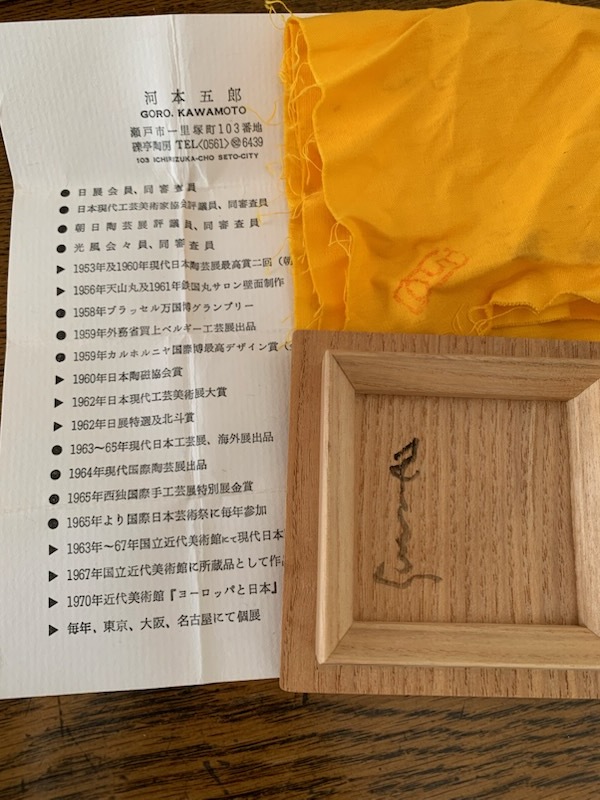 河本五郎
GORO. KAWAMOTO
瀬戸市一里塚町103番地
礫亭陶房 TEL<0561>82 6439
103 ICHIRIZUKA-CHO SETO-CITY
● 日展会員、同審査員
● 日本現代工芸美術家協会評議員、同審査員
● 朝日陶芸展評議員、同審査員
● 光風会々員、同審査員
▶ 1953年及1960年現代日本陶芸展最高賞二回（朝
▶ 1956年天山丸及1961年 国丸サロン壁面制作
● 1958年ブラッセル万国博グランプリー
● 1959年外務省買上ベルギー工芸展出品
● 1959年カルホルニヤ国際博最高デザイン賞
▶ 1960年日本陶磁協会賞
▶ 1962年日本現代工芸美術展大賞
▶ 1962年日展特選及北斗賞
● 1963〜65年現代日本工芸展、海外展出品
● 1964年現代国際陶芸展出品
● 1965年西独国際手工芸展特別展金賞
● 1965年より国際日本芸術祭に毎年参加
▶ 1963年〜67年国立近代美術館にて現代日本
▶ 1967年国立近代美術館に所蔵品として作
▶ 1970年近代美術館『ヨーロッパと日本』
▶ 毎年、東京、大阪、名古屋にて個展